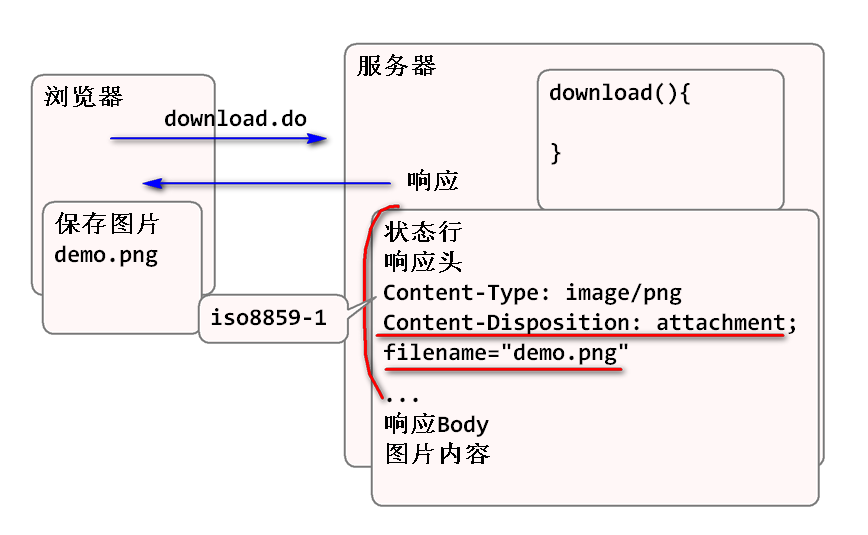 服务器
浏览器
download.do
download(){
}
响应
保存图片
demo.png
iso8859-1
状态行
响应头
Content-Type: image/png
Content-Disposition: attachment;
filename="demo.png"
...
响应Body
图片内容